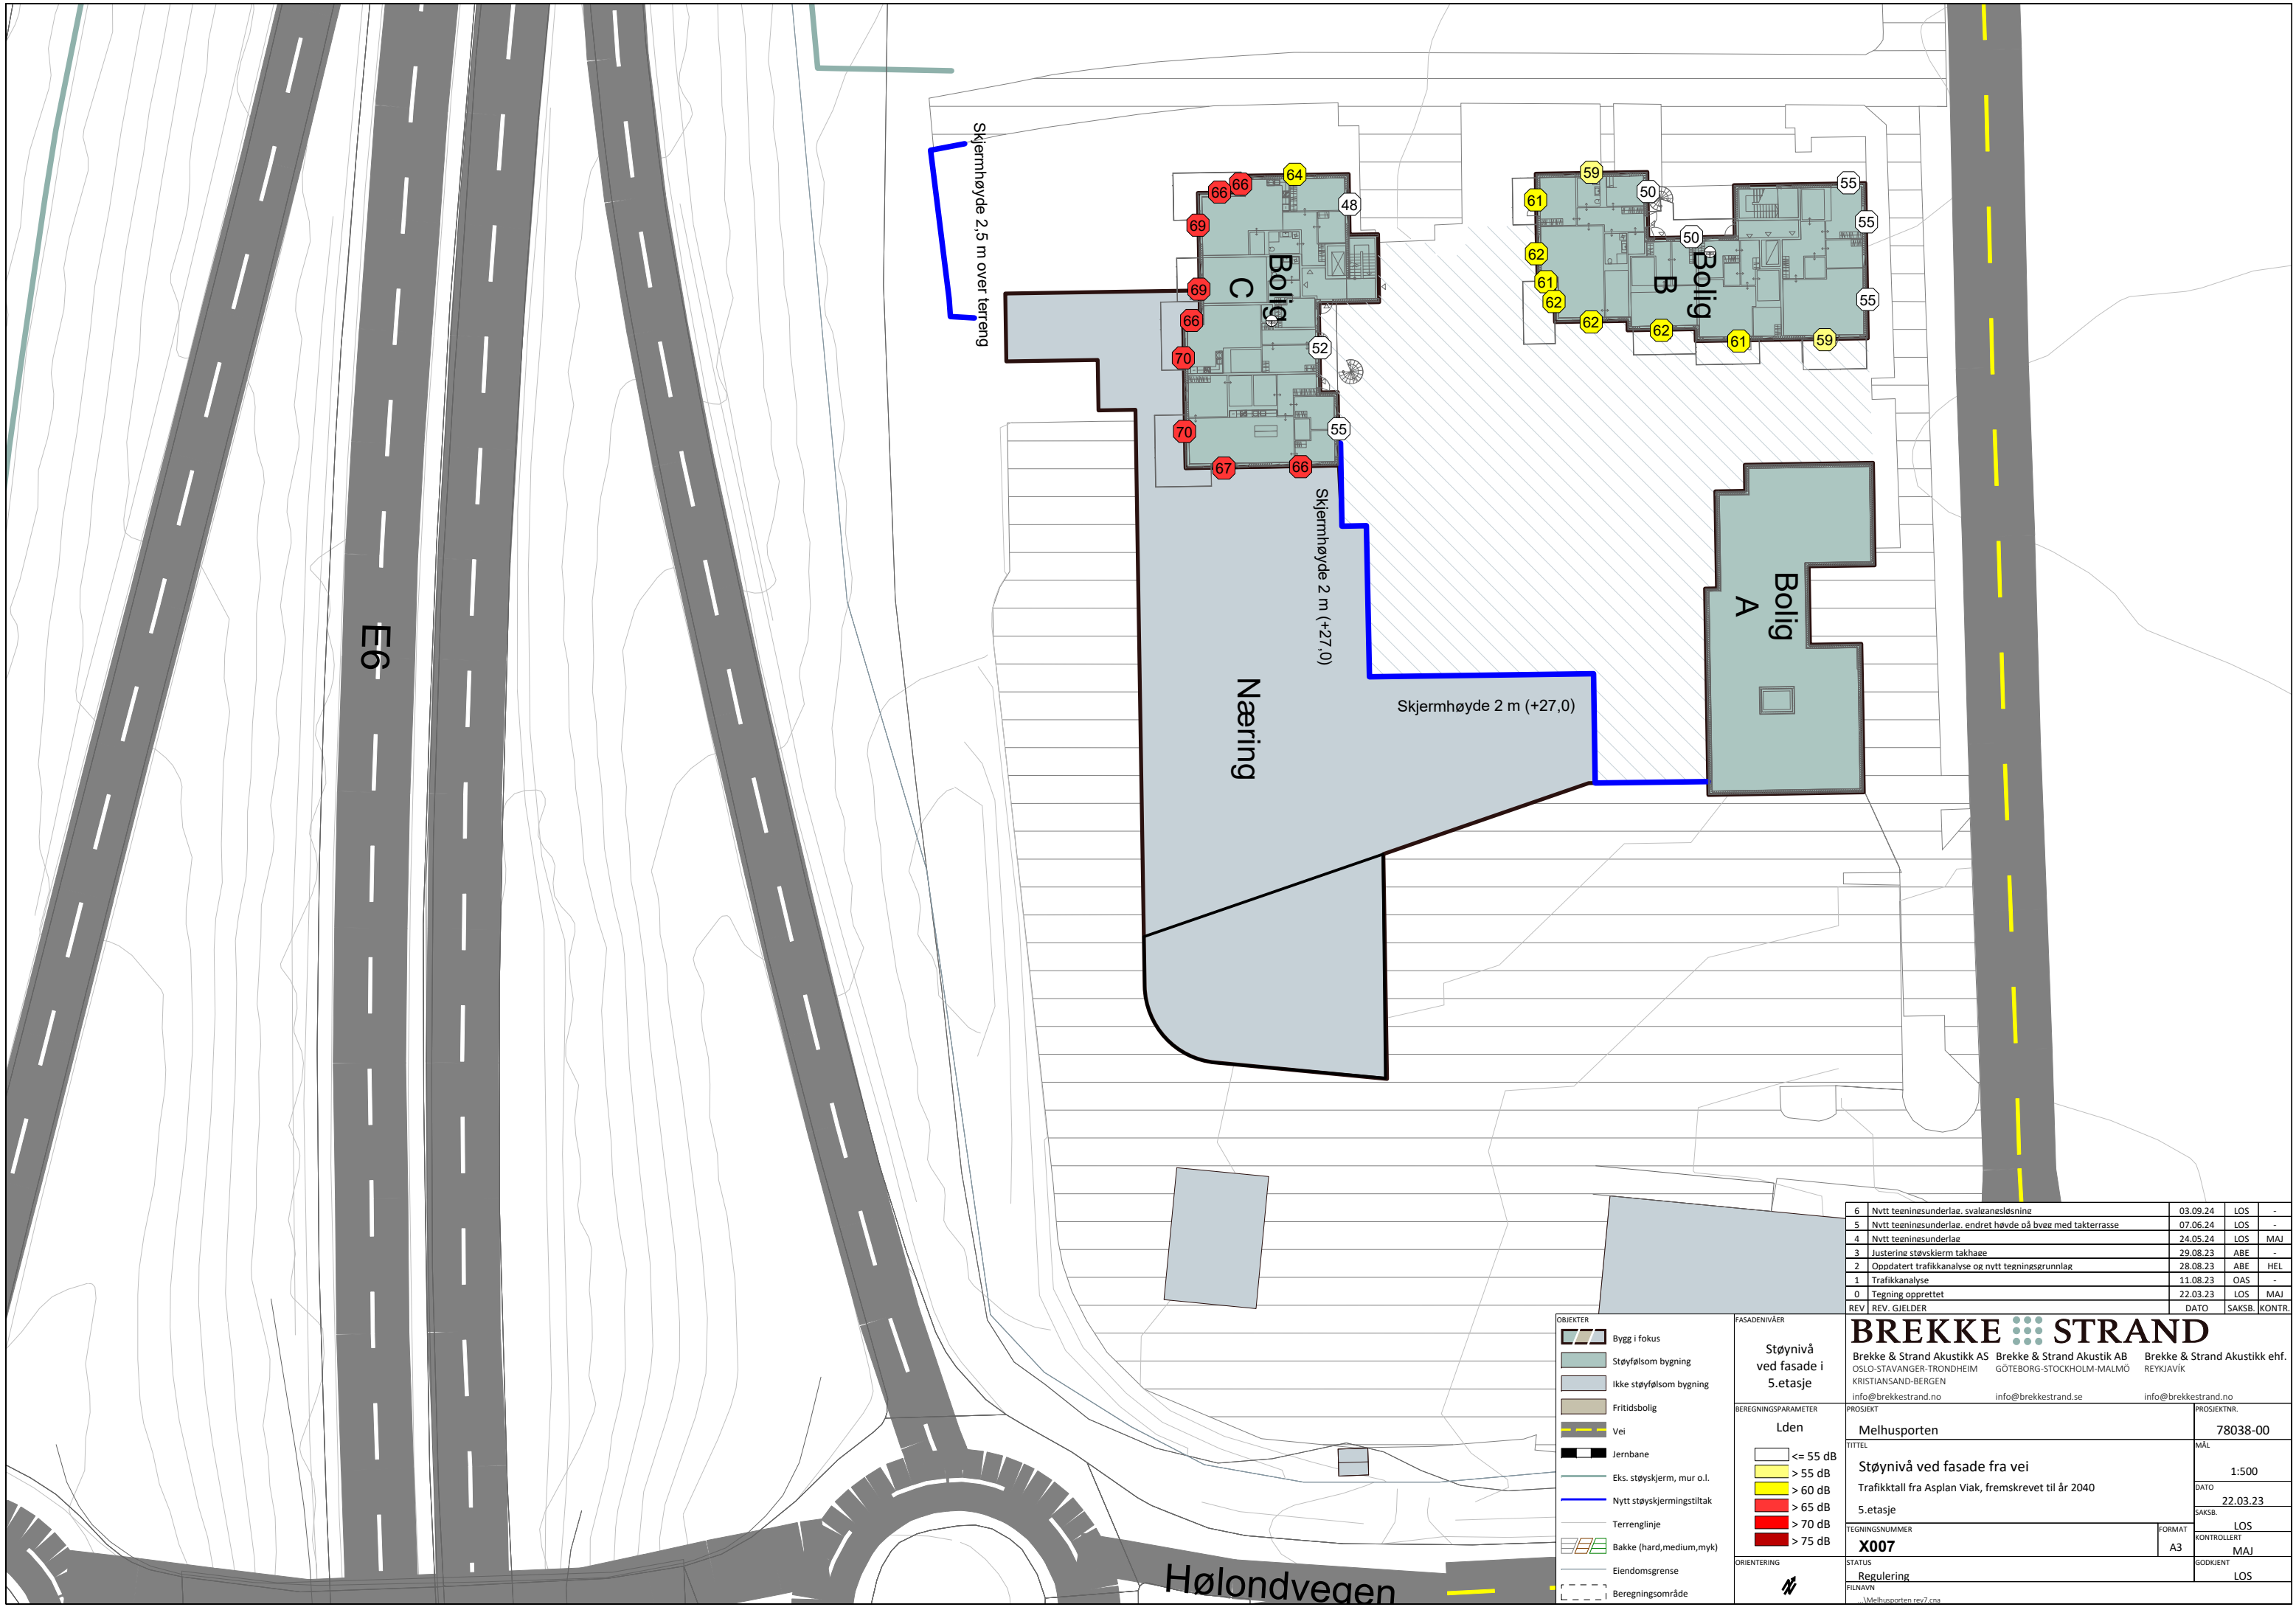 Skjermhøyde 2,5 m over terreng
66
66
64
48
69
69
66
70
70
67
66
52
55
Bolig
C
59
50
61
62
61
62
62
62
61
59
50
55
55
55
Bolig
B
Skjermhøyde 2 m (+27,0)
Skjermhøyde 2 m (+27,0)
Bolig
A
E6
Næring
Hølondvegen
6 Nytt tegningsunderlag, svalgangsløsning 03.09.24 LOS -
5 Nytt tegningsunderlag, endret høyde på bygg med takterrasse 07.06.24 LOS -
4 Nytt tegningsunderlag 24.05.24 LOS MAJ
3 Justering støyskjerm takhage 29.08.23 ABE -
2 Oppdatert trafikkanalyse og nytt tegningsgrunnlag 28.08.23 ABE HEL
1 Trafikkanalyse 11.08.23 OAS -
0 Tegning opprettet 22.03.23 LOS MAJ
REV REV. GJELDER DATO SAKSB. KONTR.
OBJEKTER
Bygg i fokus
Støyfølsom bygning
Ikke støyfølsom bygning
Fritidsbolig
Vei
Jernbane
Eks. støyskjerm, mur o.l.
Nytt støyskjermingstiltak
Terrenglinje
Bakke (hard,medium,myk)
Eiendomsgrense
Beregningsområde
FASADENIVÅER
Støynivå
ved fasade i
5.etasje
BEREGNINGSPARAMETER
Lden
<= 55 dB
> 55 dB
> 60 dB
> 65 dB
> 70 dB
> 75 dB
ORIENTERING
N
BREKKE STRAND
Brekke & Strand Akustikk AS Brekke & Strand Akustik AB Brekke & Strand Akustikk ehf.
OSLO-STAVANGER-TRONDHEIM GÖTEBORG-STOCKHOLM-MALMÖ REYKJAVÍK
KRISTIANSAND-BERGEN
info@brekkestrand.no info@brekkestrand.se info@brekkestrand.no
PROSJEKT
Melhusporten
PROSJEKTNR.
78038-00
TITTEL
Støynivå ved fasade fra vei
Trafikktall fra Asplan Viak, fremskrevet til år 2040
5.etasje
MÅL
1:500
DATO
22.03.23
SAKSB.
LOS
TEGNINGSNUMMER
X007
FORMAT
A3
KONTROLLERT
MAJ
STATUS
Regulering
GODKJENT
LOS
FILNAVN
...\Melhusporten rev7.cna